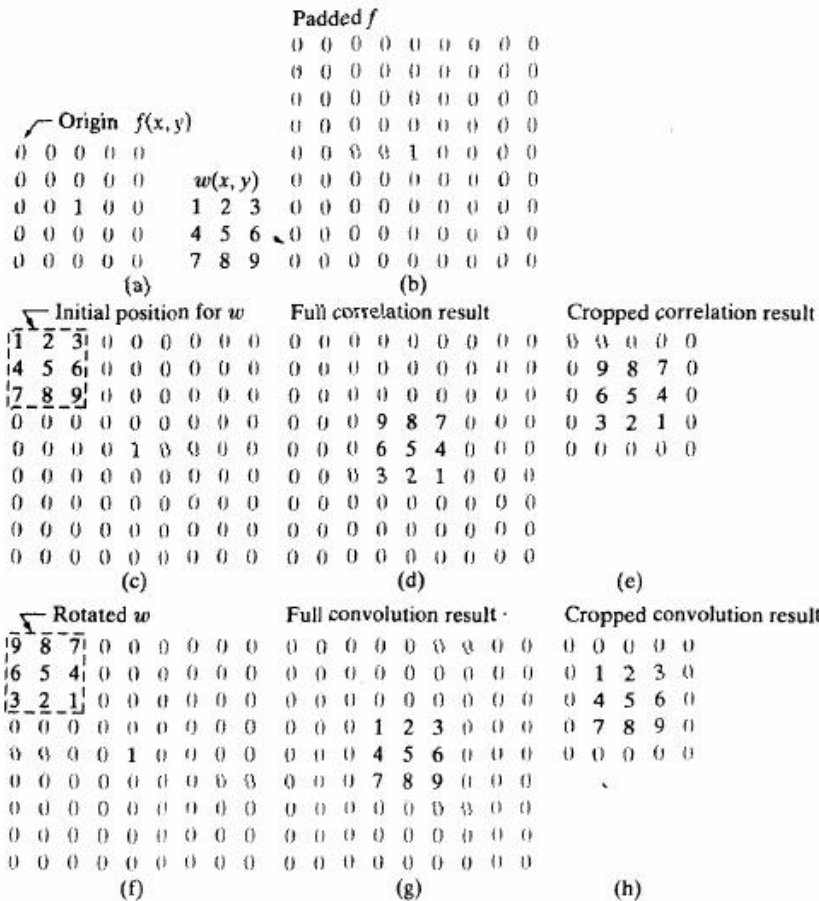 Padded f
0 0 0 0 0 0 0 0 0
0 0 0 0 0 0 0 0 0
0 0 0 0 0 0 0 0 0
0 0 0 0 0 0 0 0 0
0 0 0 0 1 0 0 0 0
0 0 0 0 0 0 0 0 0
0 0 0 0 0 0 0 0 0
0 0 0 0 0 0 0 0 0
0 0 0 0 0 0 0 0 0
(b)
Origin f(x, y)
0 0 0 0 0
0 0 0 0 0
0 0 1 0 0
0 0 0 0 0
0 0 0 0 0
w(x, y)
1 2 3
4 5 6
7 8 9
(a)
Initial position for w
1 2 3 0 0 0 0 0 0
4 5 6 0 0 0 0 0 0
7 8 9 0 0 0 0 0 0
0 0 0 0 0 0 0 0 0
0 0 0 0 1 0 0 0 0
0 0 0 0 0 0 0 0 0
0 0 0 0 0 0 0 0 0
0 0 0 0 0 0 0 0 0
0 0 0 0 0 0 0 0 0
(c)
Full correlation result
0 0 0 0 0 0 0 0 0
0 0 0 0 0 0 0 0 0
0 0 0 0 0 0 0 0 0
0 0 0 9 8 7 0 0 0
0 0 0 6 5 4 0 0 0
0 0 0 3 2 1 0 0 0
0 0 0 0 0 0 0 0 0
0 0 0 0 0 0 0 0 0
0 0 0 0 0 0 0 0 0
(d)
Cropped correlation result
0 0 0 0 0
0 9 8 7 0
0 6 5 4 0
0 3 2 1 0
0 0 0 0 0
(e)
Rotated w
9 8 7 0 0 0 0 0 0
6 5 4 0 0 0 0 0 0
3 2 1 0 0 0 0 0 0
0 0 0 0 0 0 0 0 0
0 0 0 0 1 0 0 0 0
0 0 0 0 0 0 0 0 0
0 0 0 0 0 0 0 0 0
0 0 0 0 0 0 0 0 0
0 0 0 0 0 0 0 0 0
(f)
Full convolution result
0 0 0 0 0 0 0 0 0
0 0 0 0 0 0 0 0 0
0 0 0 0 0 0 0 0 0
0 0 0 1 2 3 0 0 0
0 0 0 4 5 6 0 0 0
0 0 0 7 8 9 0 0 0
0 0 0 0 0 0 0 0 0
0 0 0 0 0 0 0 0 0
0 0 0 0 0 0 0 0 0
(g)
Cropped convolution result
0 0 0 0 0
0 1 2 3 0
0 4 5 6 0
0 7 8 9 0
0 0 0 0 0
(h)